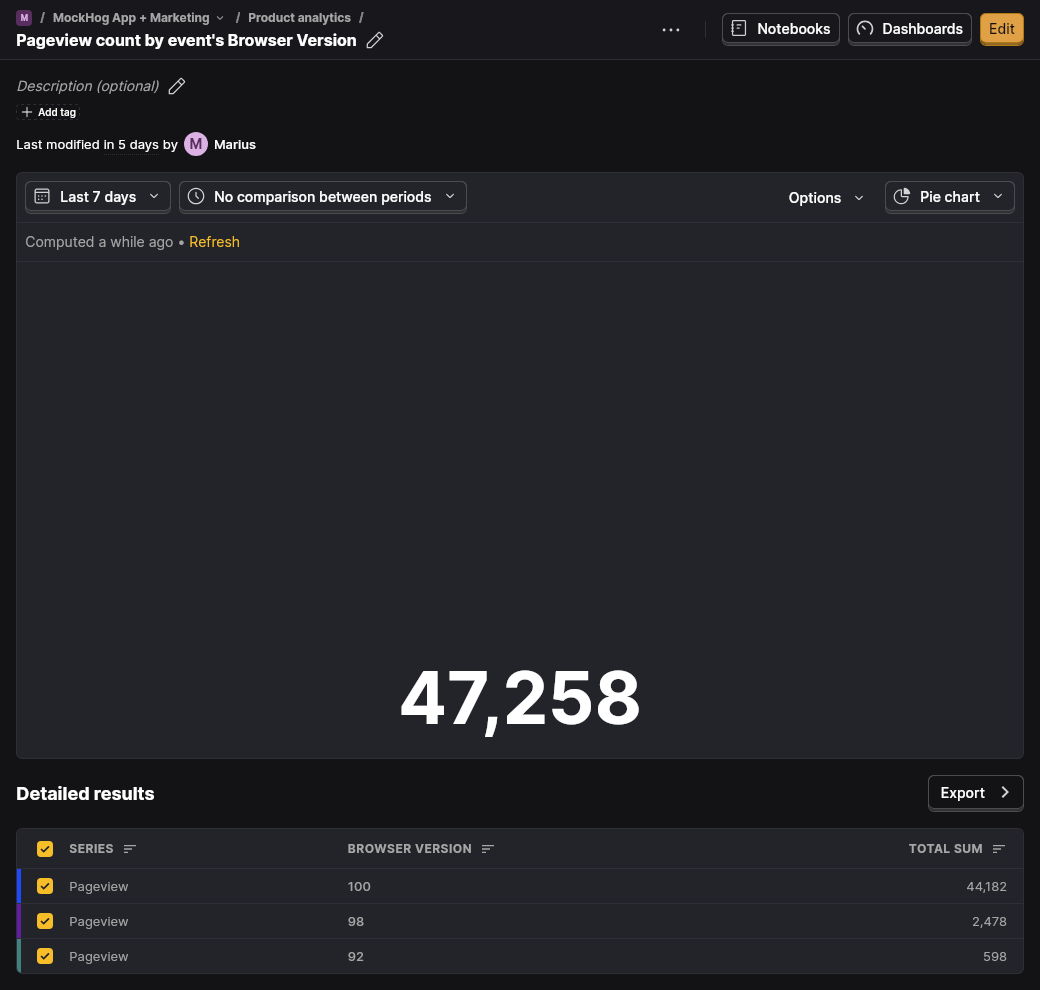 M / MockHog App + Marketing / Product analytics /
Pageview count by event's Browser Version
Notebooks
Dashboards
Edit
Description (optional)
Add tag
Last modified in 5 days by M Marius
Last 7 days
No comparison between periods
Options
Pie chart
Computed a while ago • Refresh
47,258
Detailed results
Export
SERIES BROWSER VERSION TOTAL SUM
Pageview 100 44,182
Pageview 98 2,478
Pageview 92 598